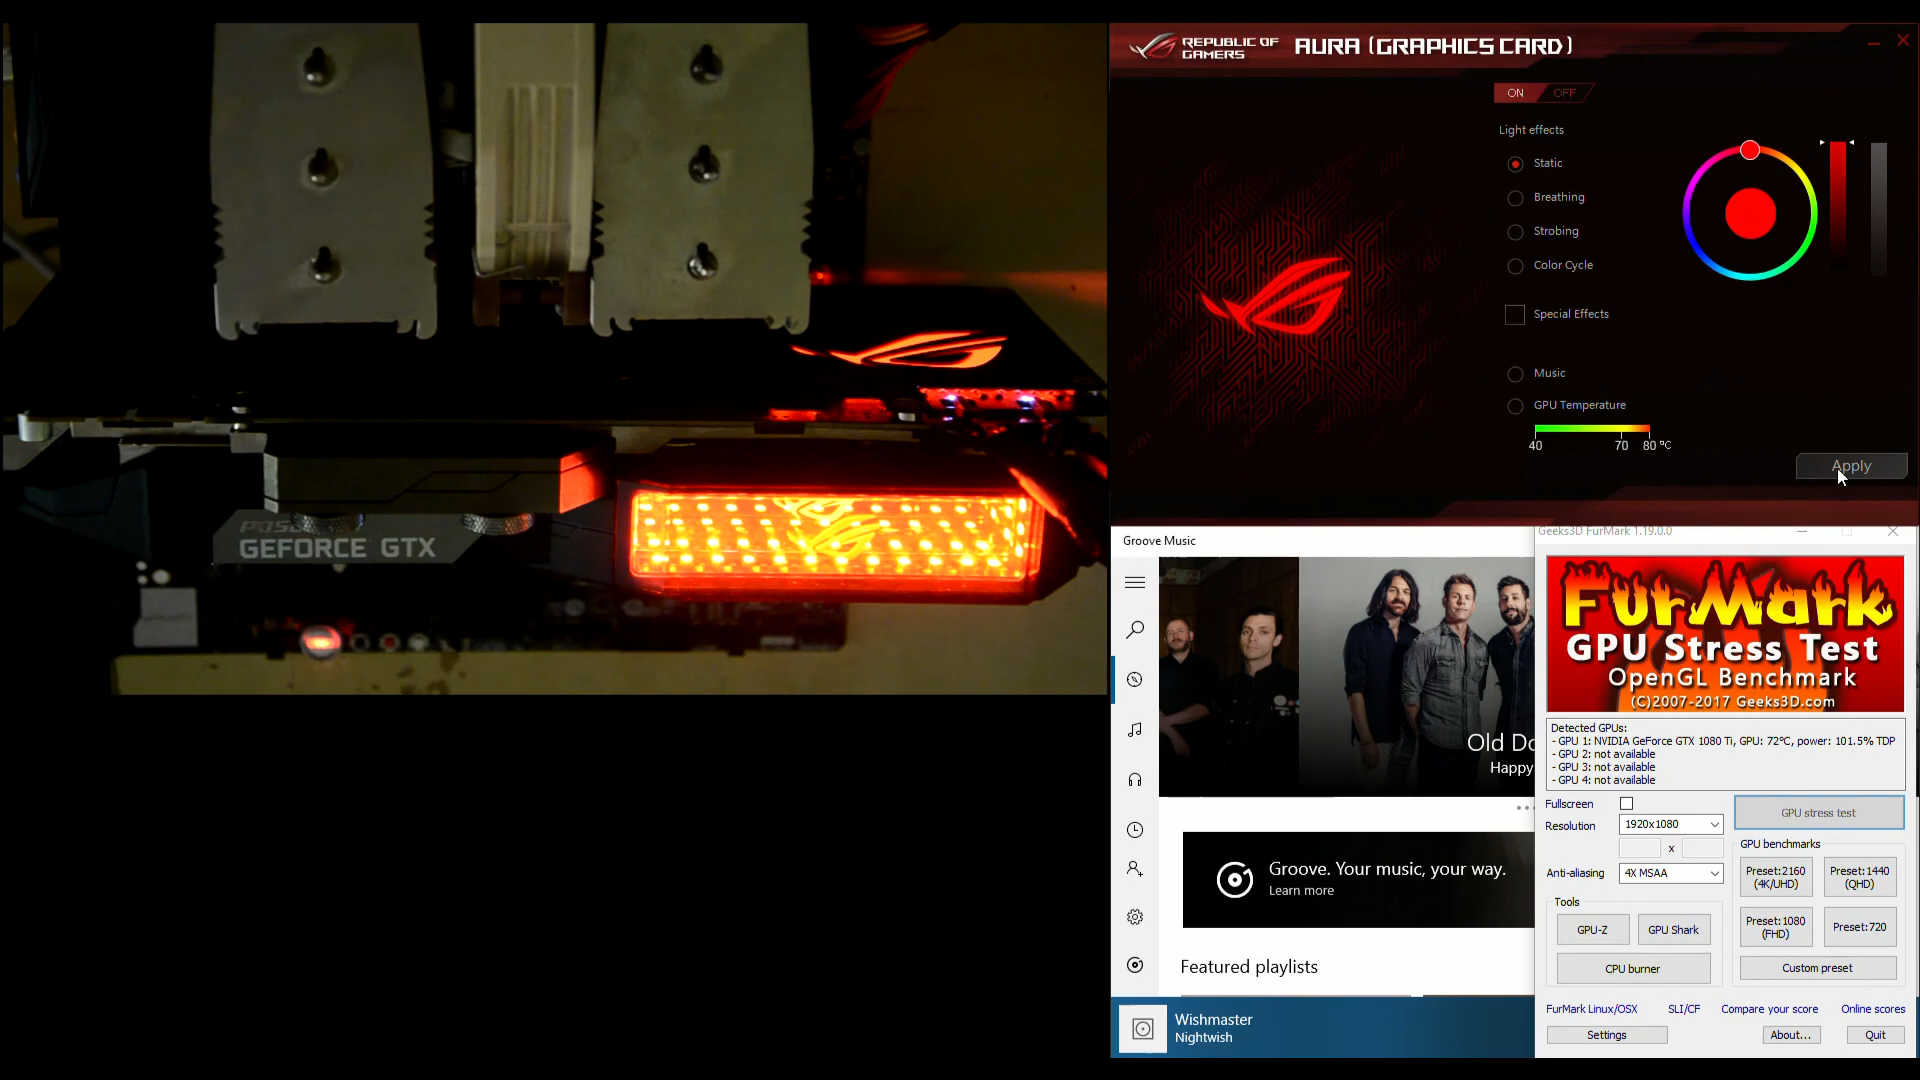 GEFORCE GTX
REPUBLIC OF
GAMERS
AURA (GRAPHICS CARD)
ON OFF
Light effects
Static
Breathing
Strobing
Color Cycle
Special Effects
Music
GPU Temperature
40 70 80 °C
Apply
Groove Music
Old Do
Happy
Groove. Your music, your way.
Learn more
Featured playlists
Wishmaster
Nightwish
Geeks3D FurMark 1.19.0.0
FurMark
GPU Stress Test
OpenGL Benchmark
(C)2007-2017 Geeks3D.com
Detected GPUs:
- GPU 1: NVIDIA GeForce GTX 1080 Ti, GPU: 72°C, power: 101.5% TDP
- GPU 2: not available
- GPU 3: not available
- GPU 4: not available
Fullscreen
GPU stress test
Resolution
1920x1080
x
Anti-aliasing
4X MSAA
GPU benchmarks
Preset:2160
(4K/UHD)
Preset:1440
(QHD)
Preset:1080
(FHD)
Preset:720
Custom preset
Tools
GPU-Z
GPU Shark
CPU burner
FurMark Linux/OSX
SLI/CF
Compare your score
Online scores
Settings
About...
Quit